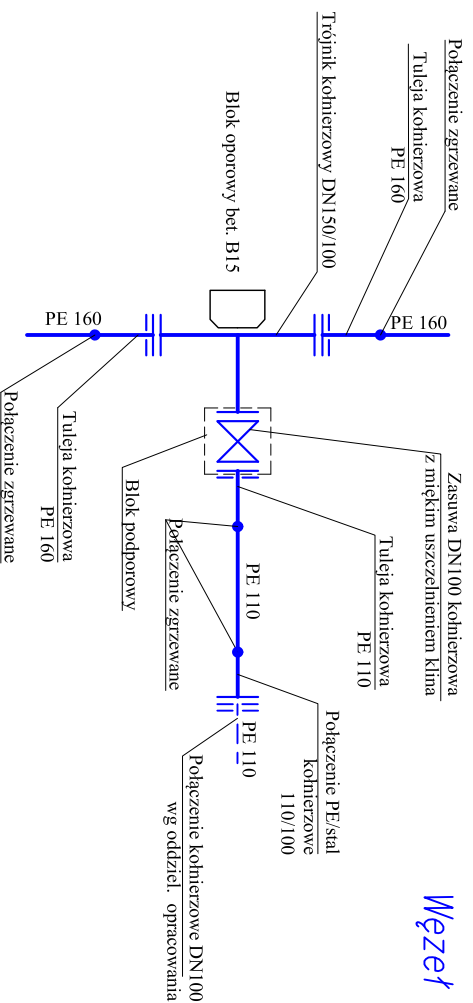 Węzeł
Połączenie zgrzewane
Tuleja kołnierzowa
PE 160
Trójnik kołnierzowy DN150/100
Blok oporowy bet. B15
PE 160
PE 160
Zasuwa DN100 kołnierzowa
z miękim uszczelnieniem klina
Tuleja kołnierzowa
PE 110
Połączenie PE/stal
kołnierzowe
110/100
PE 110
PE 110
Połączenie zgrzewane
Tuleja kołnierzowa
PE 160
Blok podporowy
Połączenie zgrzewane
Połączenie kołnierzowe DN100
wg oddziel. opracowania